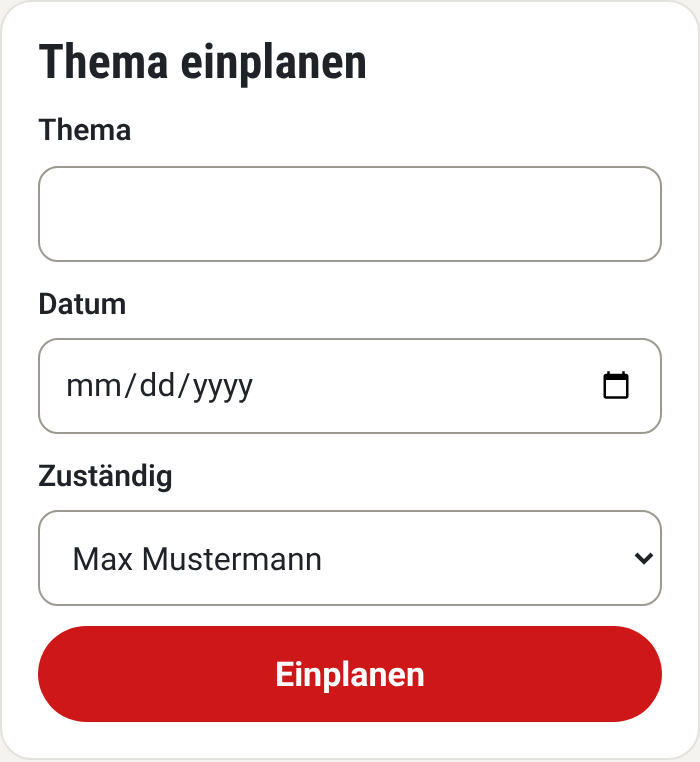 Thema einplanen
Thema
Datum
mm/dd/yyyy
Zuständig
Max Mustermann
Einplanen